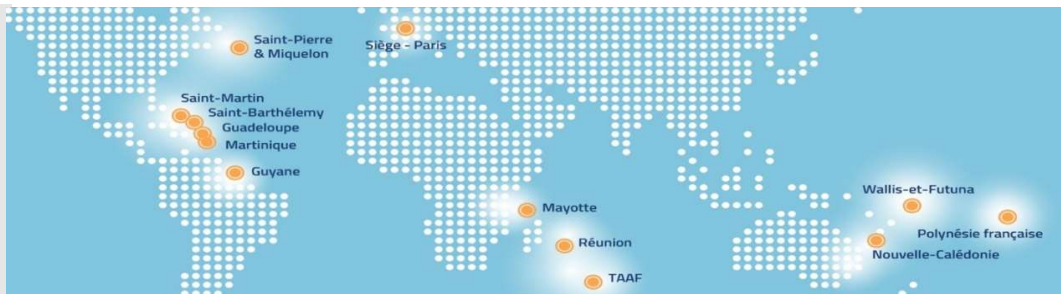 Saint-Pierre
& Miquelon
Siège - Paris
Saint-Martin
Saint-Barthélemy
Guadeloupe
Martinique
Guyane
Mayotte
Réunion
TAAF
Wallis-et-Futuna
Polynésie française
Nouvelle-Calédonie